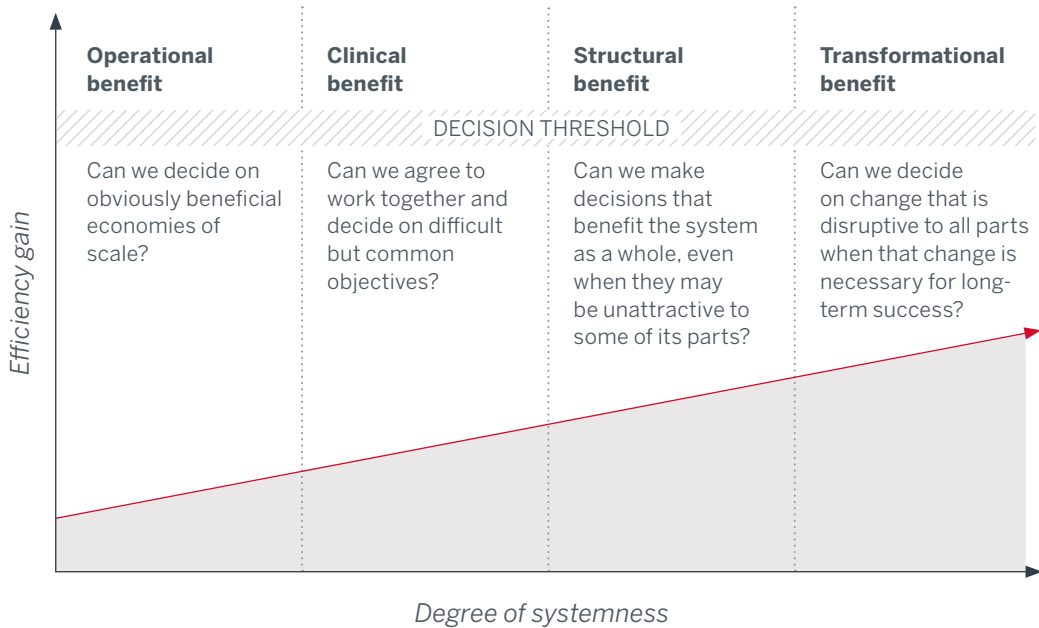 Operational
benefit
Clinical
benefit
Structural
benefit
Transformational
benefit
DECISION THRESHOLD
Can we decide on
obviously beneficial
economies of
scale?
Can we agree to
work together and
decide on difficult
but common
objectives?
Can we make
decisions that
benefit the system
as a whole, even
when they may
be unattractive to
some of its parts?
Can we decide
on change that is
disruptive to all parts
when that change is
necessary for long-
term success?
Efficiency gain
Degree of systemness